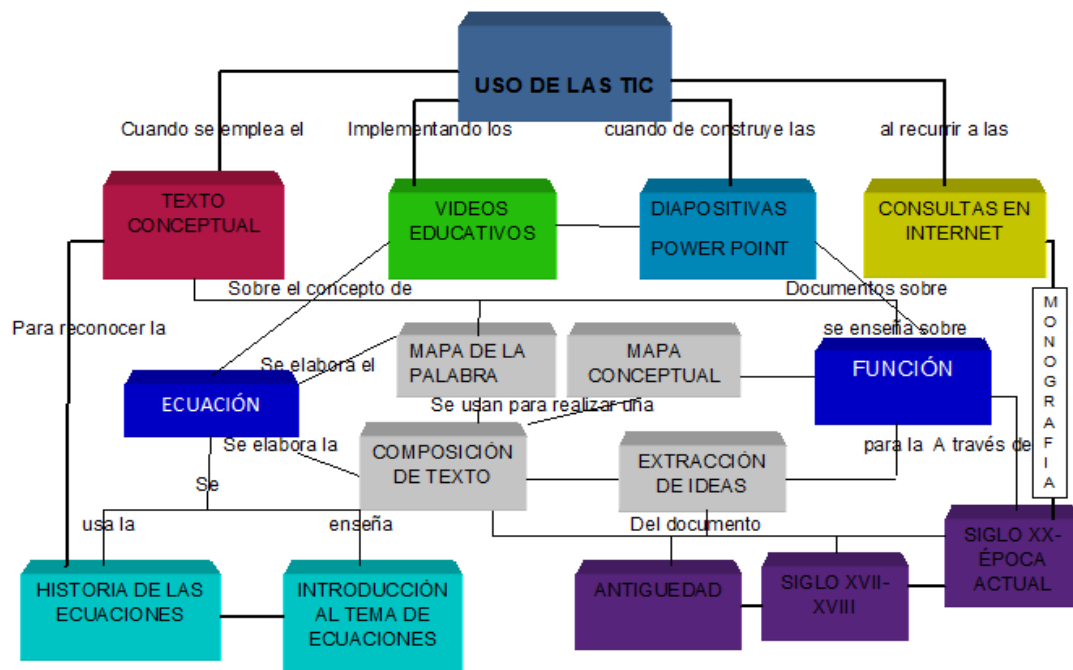 USO DE LAS TIC
Cuando se emplea el
Implementando los
cuando de construye las
al recurrir a las
TEXTO
CONCEPTUAL
VIDEOS
EDUCATIVOS
DIAPOSITIVAS
POWER POINT
CONSULTAS EN
INTERNET
Sobre el concepto de
Documentos sobre
MONOGRAFIA
Para reconocer la
se enseña sobre
Se elabora el
MAPA DE LA
PALABRA
MAPA
CONCEPTUAL
FUNCIÓN
ECUACIÓN
Se usan para realizar una
Se elabora la
COMPOSICIÓN
DE TEXTO
EXTRACCIÓN
DE IDEAS
para la A través de
Se
usa la
enseña
Del documento
HISTORIA DE LAS
ECUACIONES
INTRODUCCIÓN
AL TEMA DE
ECUACIONES
ANTIGUEDAD
SIGLO XVII-
XVIII
SIGLO XX-
ÉPOCA
ACTUAL